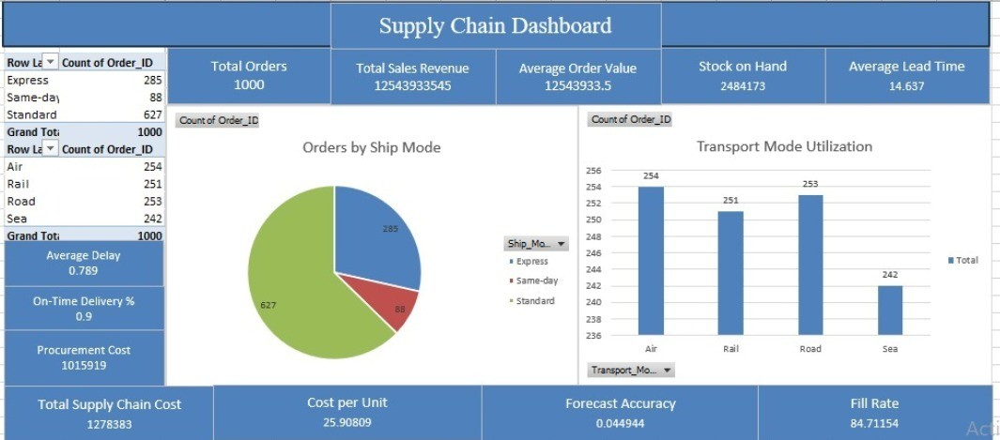 Supply Chain Dashboard
Row La Count of Order_ID
Express 285
Same-day 88
Standard 627
Grand Tota 1000
Row La Count of Order_ID
Air 254
Rail 251
Road 253
Sea 242
Grand Tota 1000
Total Orders
1000
Total Sales Revenue
12543933545
Average Order Value
12543933.5
Stock on Hand
2484173
Average Lead Time
14.637
Average Delay
0.789
On-Time Delivery %
0.9
Procurement Cost
1015919
Count of Order_ID
Orders by Ship Mode
285
88
627
Ship_Mo...
Express
Same-day
Standard
Count of Order_ID
Transport Mode Utilization
256
254
252
250
248
246
244
242
240
238
236
254
251
253
242
Air Rail Road Sea
Total
Transport_Mo...
Total Supply Chain Cost
1278383
Cost per Unit
25.90809
Forecast Accuracy
0.044944
Fill Rate
84.71154
Acti